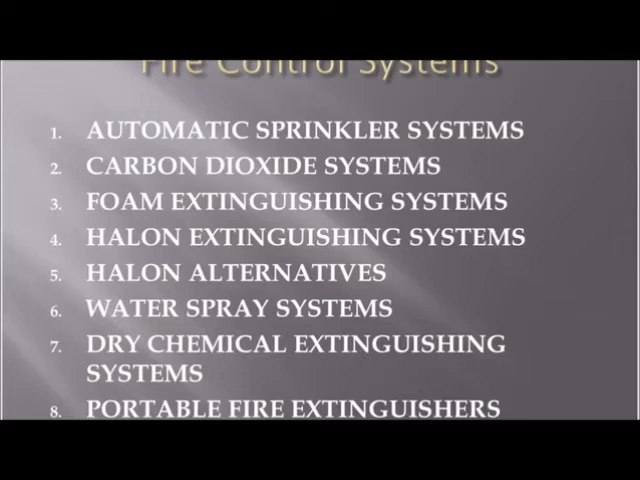 Fire Control Systems
1. AUTOMATIC SPRINKLER SYSTEMS
2. CARBON DIOXIDE SYSTEMS
3. FOAM EXTINGUISHING SYSTEMS
4. HALON EXTINGUISHING SYSTEMS
5. HALON ALTERNATIVES
6. WATER SPRAY SYSTEMS
7. DRY CHEMICAL EXTINGUISHING
SYSTEMS
8. PORTABLE FIRE EXTINGUISHERS